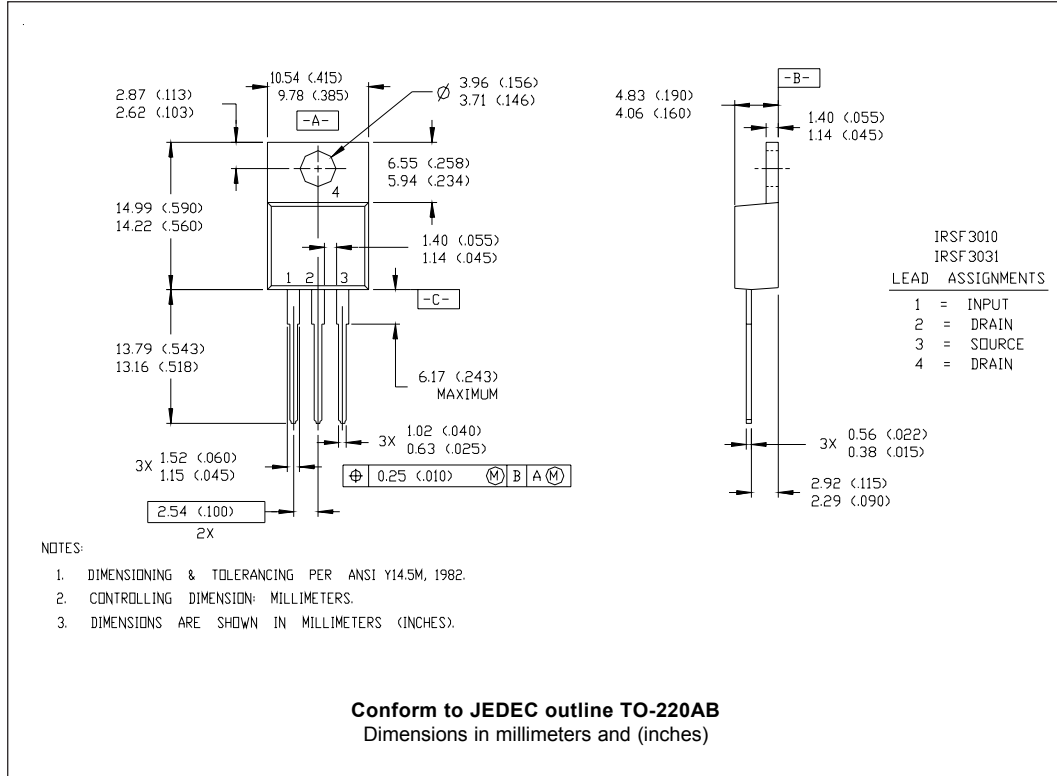 10.54 (.415)
9.78 (.385)
2.87 (.113)
2.62 (.103)
-A-
Ø 3.96 (.156)
3.71 (.146)
4
6.55 (.258)
5.94 (.234)
14.99 (.590)
14.22 (.560)
1.40 (.055)
1.14 (.045)
1 2 3
-C-
13.79 (.543)
13.16 (.518)
6.17 (.243)
MAXIMUM
3X 1.02 (.040)
0.63 (.025)
3X 1.52 (.060)
1.15 (.045)
⌖ 0.25 (.010) Ⓜ B A Ⓜ
2.54 (.100)
2X
-B-
4.83 (.190)
4.06 (.160)
1.40 (.055)
1.14 (.045)
IRSF3010
IRSF3031
LEAD ASSIGNMENTS
1 = INPUT
2 = DRAIN
3 = SOURCE
4 = DRAIN
3X 0.56 (.022)
0.38 (.015)
2.92 (.115)
2.29 (.090)
NOTES:
1. DIMENSIONING & TOLERANCING PER ANSI Y14.5M, 1982.
2. CONTROLLING DIMENSION: MILLIMETERS.
3. DIMENSIONS ARE SHOWN IN MILLIMETERS (INCHES).
Conform to JEDEC outline TO-220AB
Dimensions in millimeters and (inches)